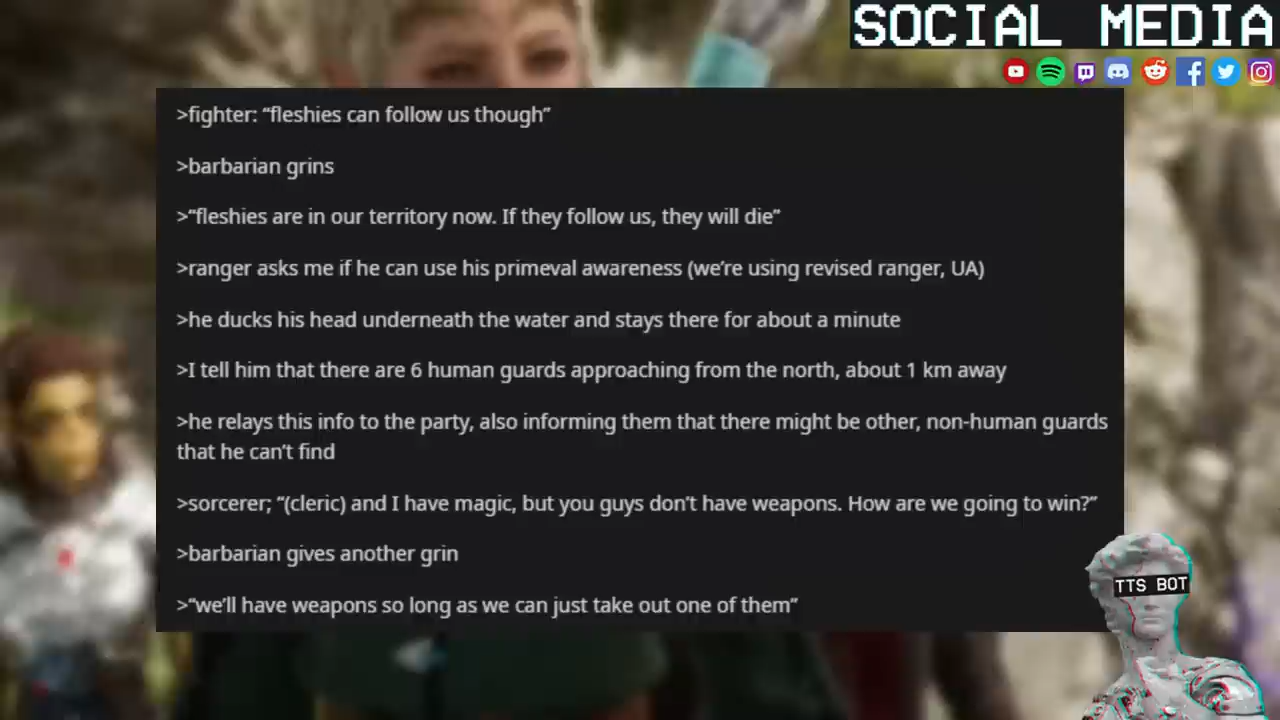 SOCIAL MEDIA
>fighter: “fleshies can follow us though”
>barbarian grins
>“fleshies are in our territory now. If they follow us, they will die”
>ranger asks me if he can use his primeval awareness (we’re using revised ranger, UA)
>he ducks his head underneath the water and stays there for about a minute
>I tell him that there are 6 human guards approaching from the north, about 1 km away
>he relays this info to the party, also informing them that there might be other, non-human guards
that he can’t find
>sorcerer; “(cleric) and I have magic, but you guys don’t have weapons. How are we going to win?”
>barbarian gives another grin
>“we’ll have weapons so long as we can just take out one of them”
TTS BOT